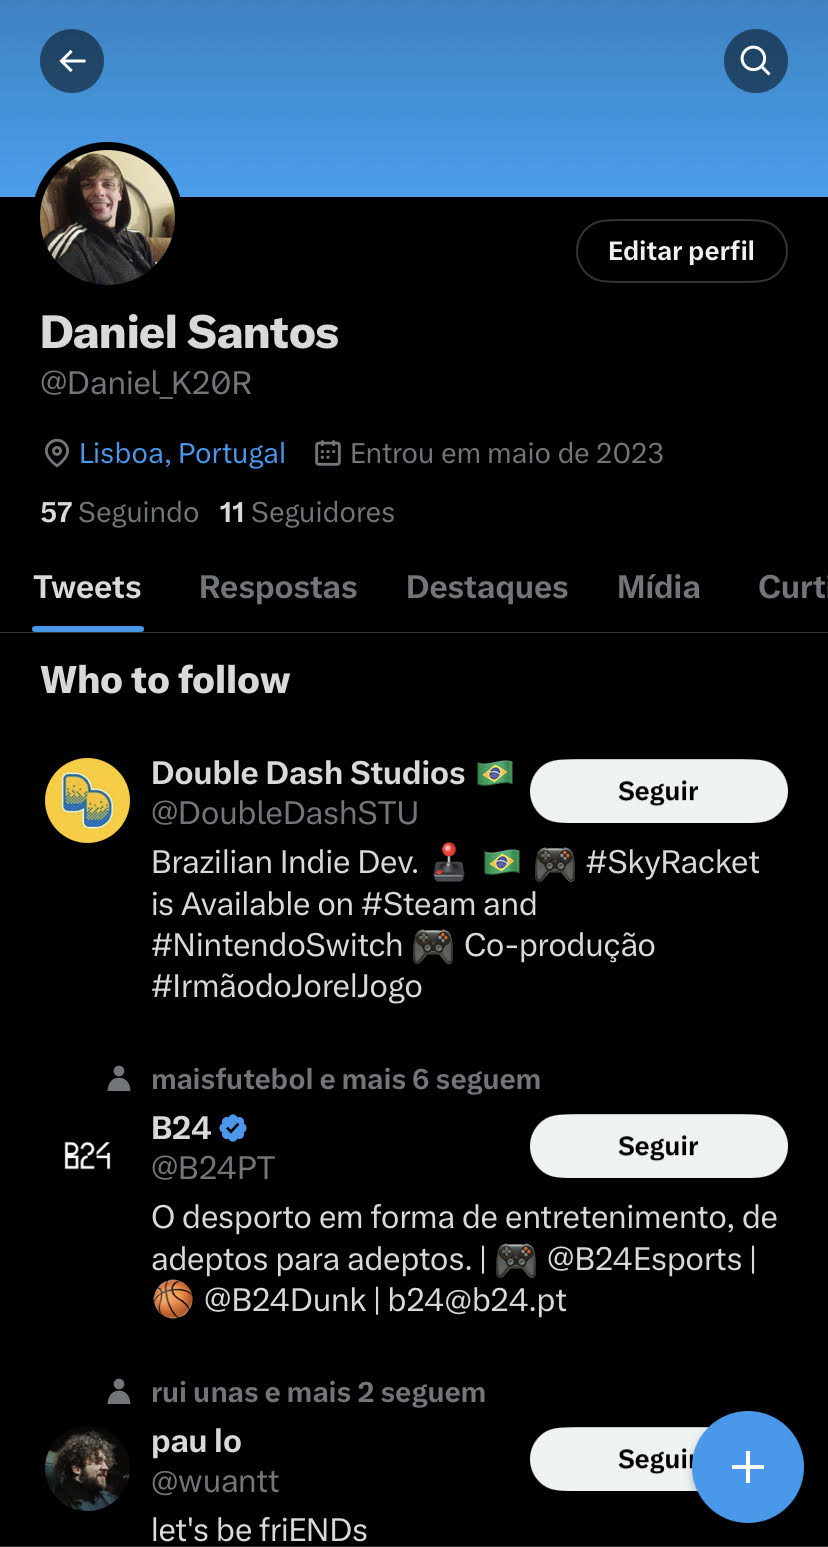 Editar perfil
Daniel Santos
@Daniel_K20R
Lisboa, Portugal Entrou em maio de 2023
57 Seguindo 11 Seguidores
Tweets Respostas Destaques Mídia Curti
Who to follow
Double Dash Studios 🇧🇷 Seguir
@DoubleDashSTU
Brazilian Indie Dev. 🕹️ 🇧🇷 🎮 #SkyRacket
is Available on #Steam and
#NintendoSwitch 🎮 Co-produção
#IrmãodoJorelJogo
maisfutebol e mais 6 seguem
B24
B24 Seguir
@B24PT
O desporto em forma de entretenimento, de
adeptos para adeptos. | 🎮 @B24Esports |
🏀 @B24Dunk | b24@b24.pt
rui unas e mais 2 seguem
pau lo Seguir
@wuantt
let's be friENDs